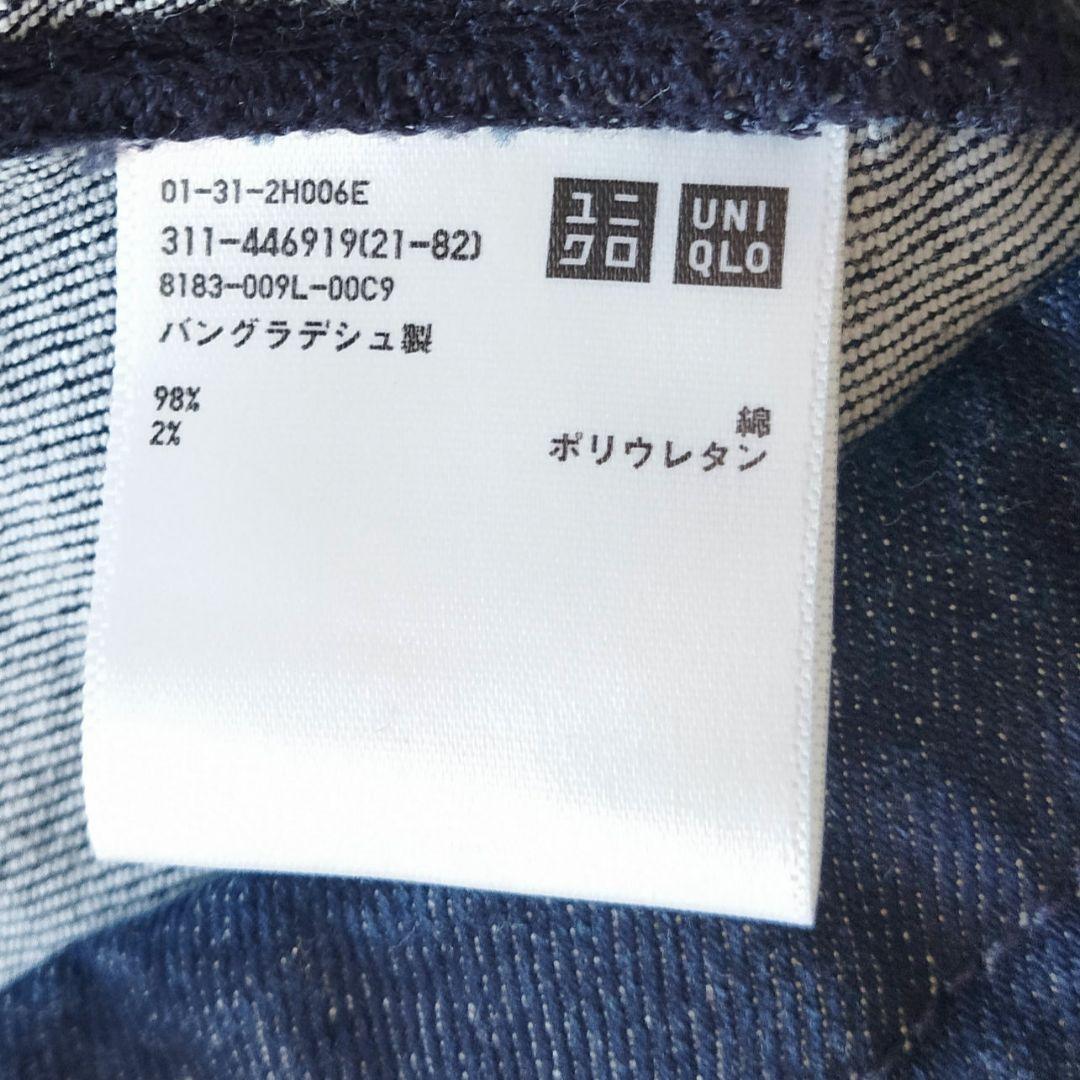 01-31-2H006E
311-446919(21-82)
8183-009L-00C9
バングラデシュ製
ユニ
クロ
UNI
QLO
98% 綿
2% ポリウレタン